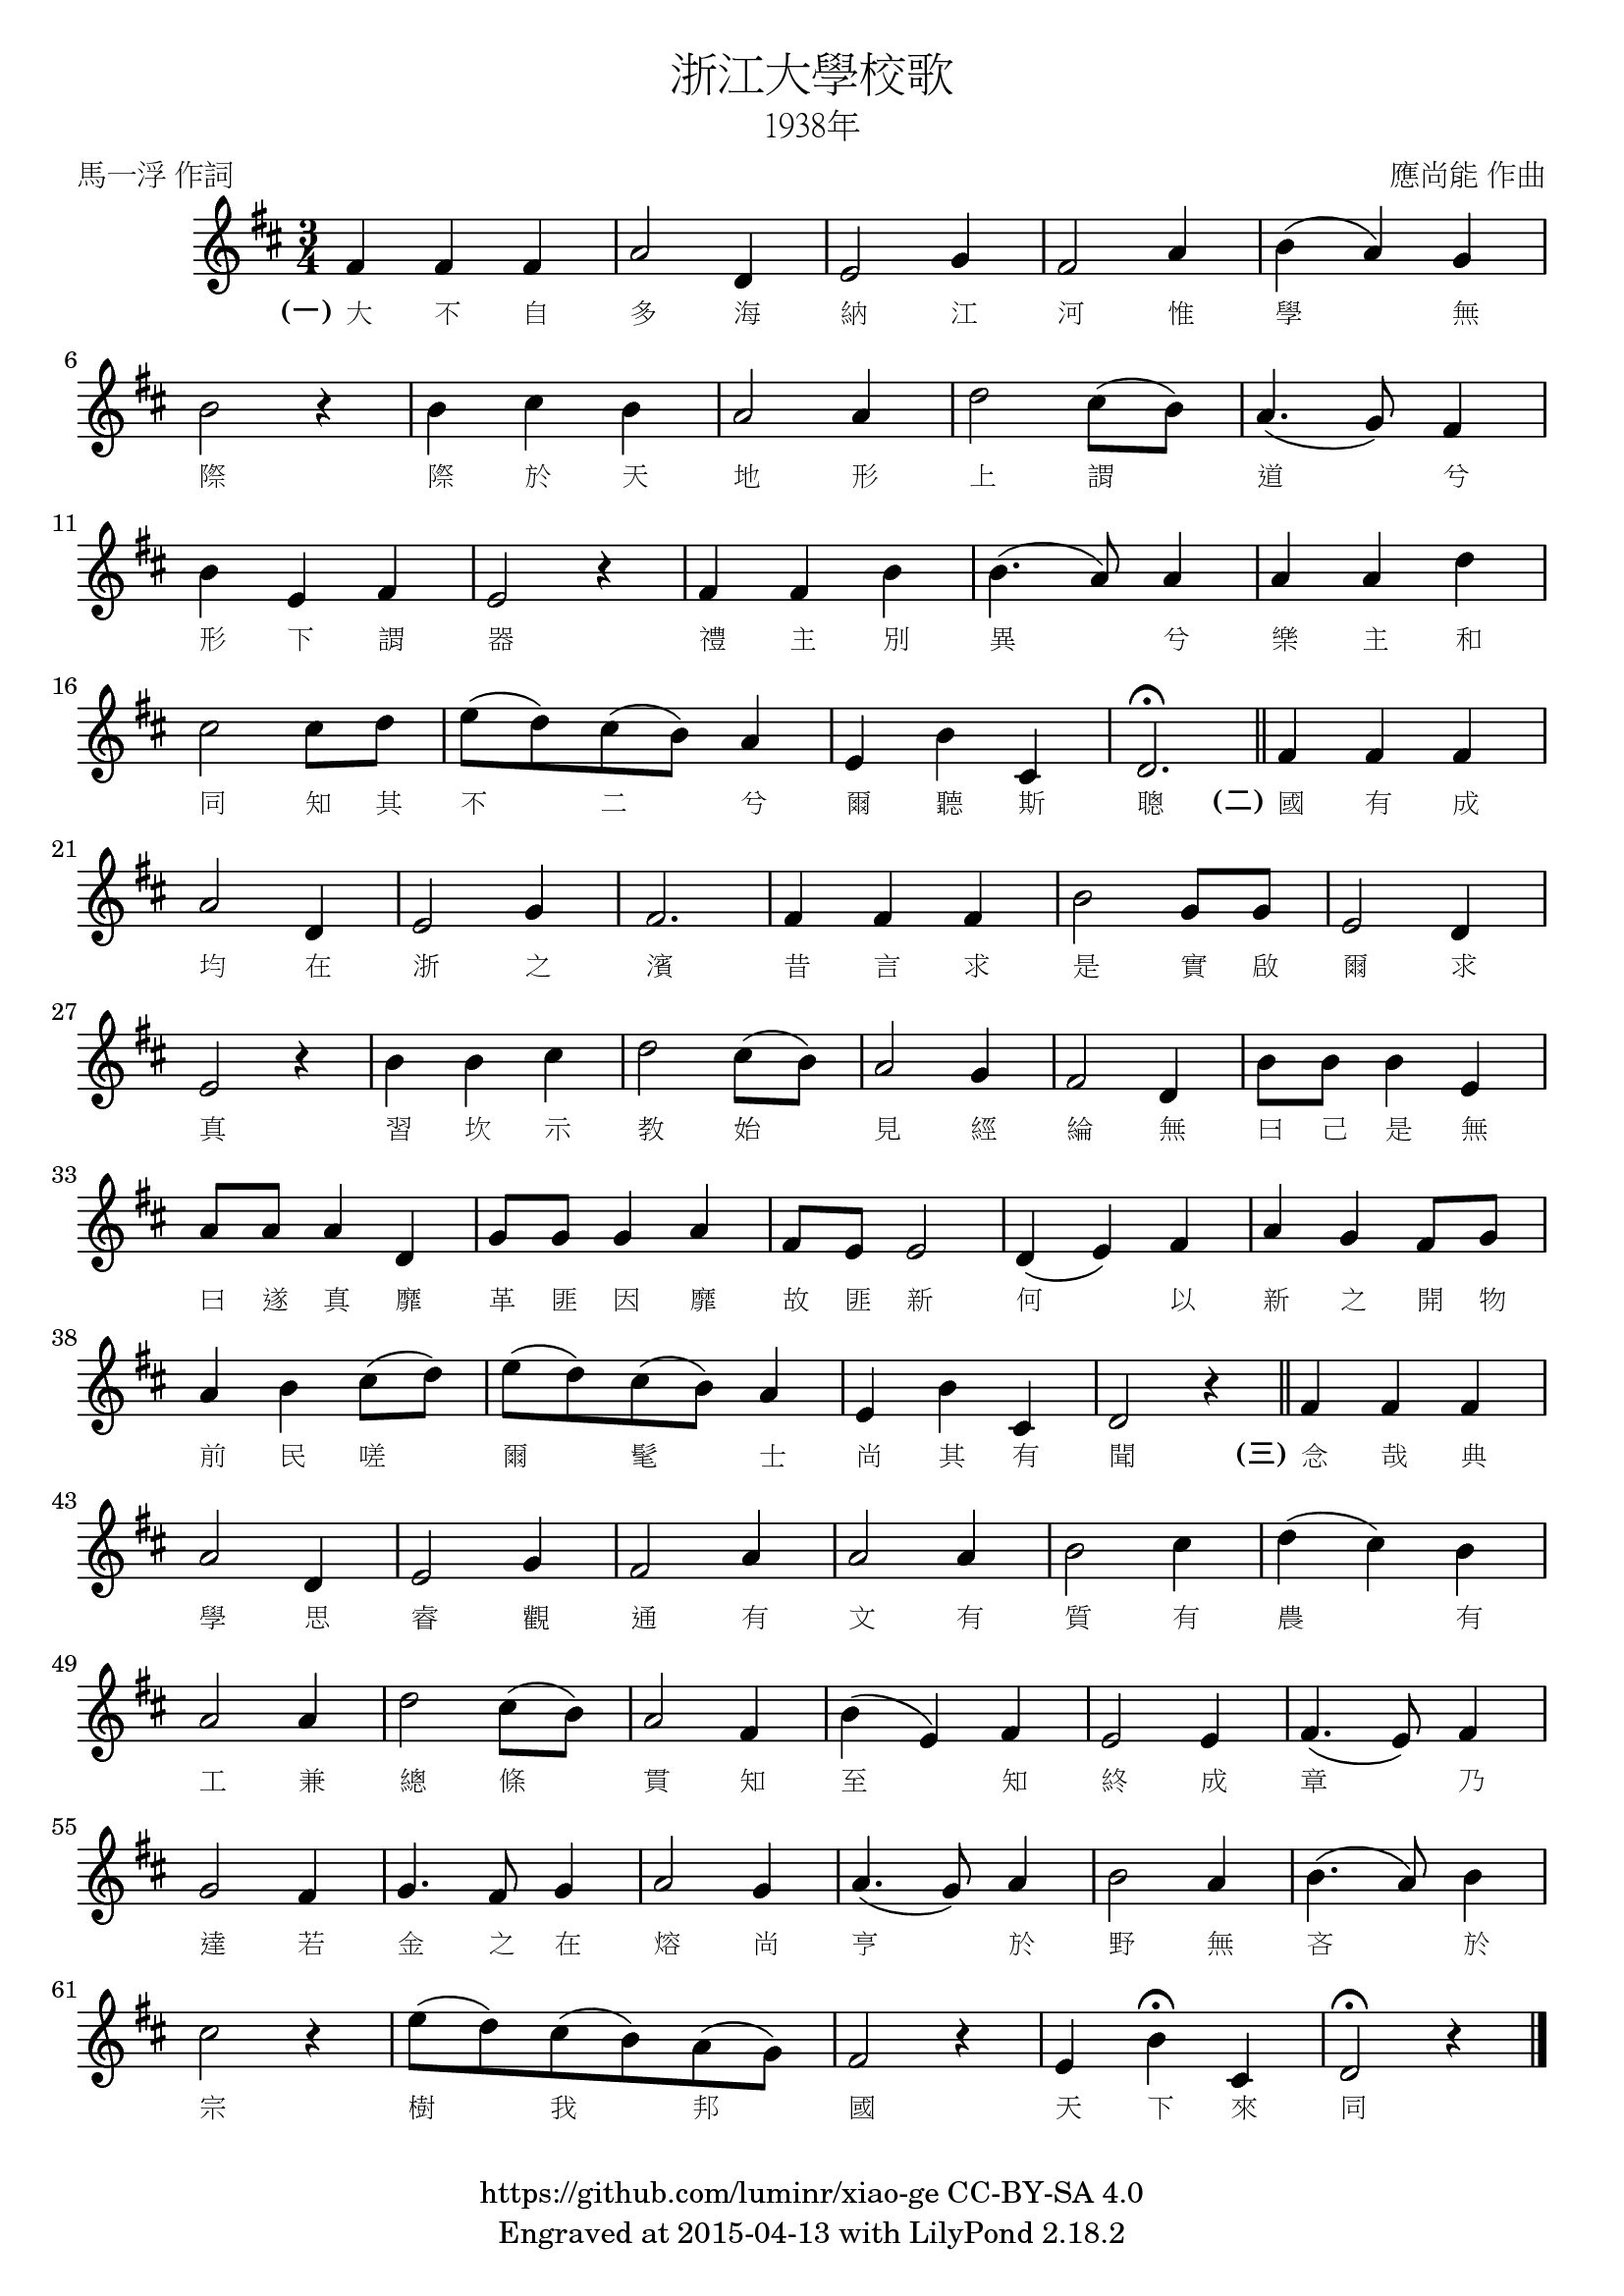 浙江大學校歌
1938年
馬一浮 作詞 應尚能 作曲
(一) 大 不 自 多 海 納 江 河 惟 學 無
6
際 際 於 天 地 形 上 謂 道 兮
11
形 下 謂 器 禮 主 別 異 兮 樂 主 和
16
同 知 其 不 二 兮 爾 聽 斯 聰 (二) 國 有 成
21
均 在 浙 之 濱 昔 言 求 是 實 啟 爾 求
27
真 習 坎 示 教 始 見 經 綸 無 曰 己 是 無
33
曰 遂 真 靡 革 匪 因 靡 故 匪 新 何 以 新 之 開 物
38
前 民 嗟 爾 髦 士 尚 其 有 聞 (三) 念 哉 典
43
學 思 睿 觀 通 有 文 有 質 有 農 有
49
工 兼 總 條 貫 知 至 知 終 成 章 乃
55
達 若 金 之 在 熔 尚 亨 於 野 無 吝 於
61
宗 樹 我 邦 國 天 下 來 同
https://github.com/luminr/xiao-ge CC-BY-SA 4.0
Engraved at 2015-04-13 with LilyPond 2.18.2